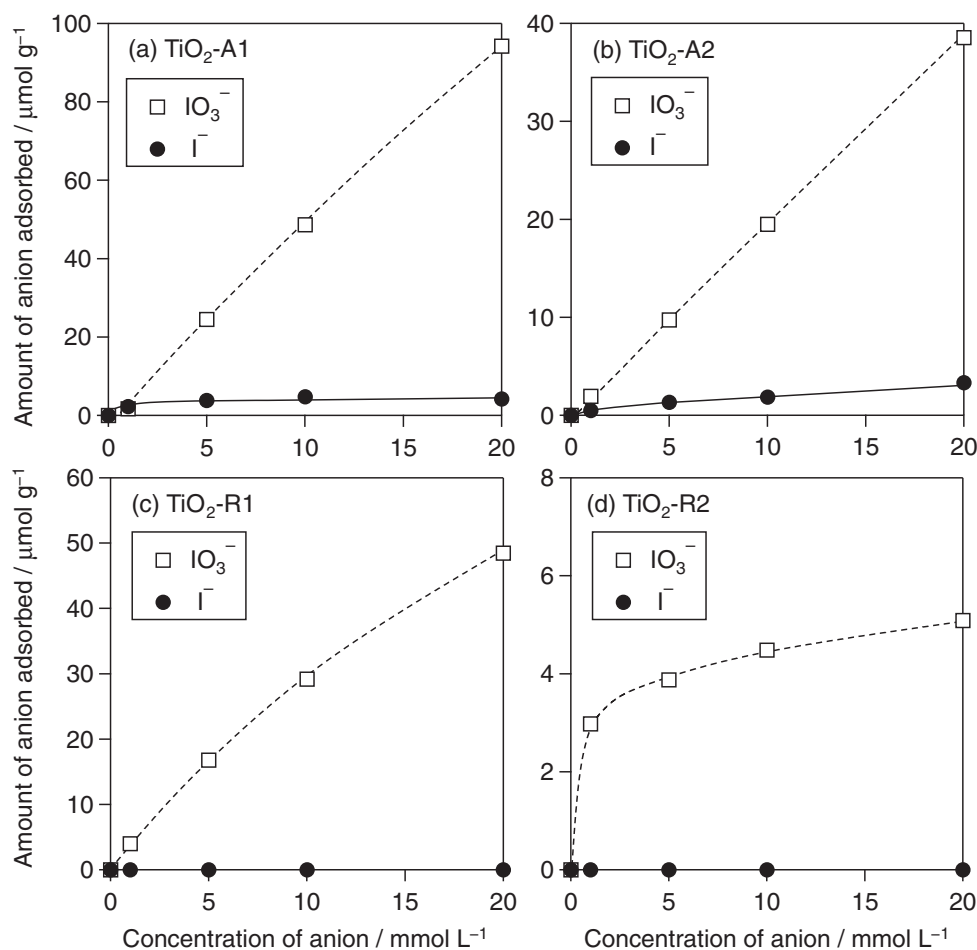 Amount of anion adsorbed / μmol g⁻¹
100
80
60
40
20
0
(a) TiO₂-A1
IO₃⁻
I⁻
0 5 10 15 20
40
30
20
10
0
(b) TiO₂-A2
IO₃⁻
I⁻
0 5 10 15 20
Amount of anion adsorbed / μmol g⁻¹
60
50
40
30
20
10
0
(c) TiO₂-R1
IO₃⁻
I⁻
0 5 10 15 20
Concentration of anion / mmol L⁻¹
8
6
4
2
0
(d) TiO₂-R2
IO₃⁻
I⁻
0 5 10 15 20
Concentration of anion / mmol L⁻¹